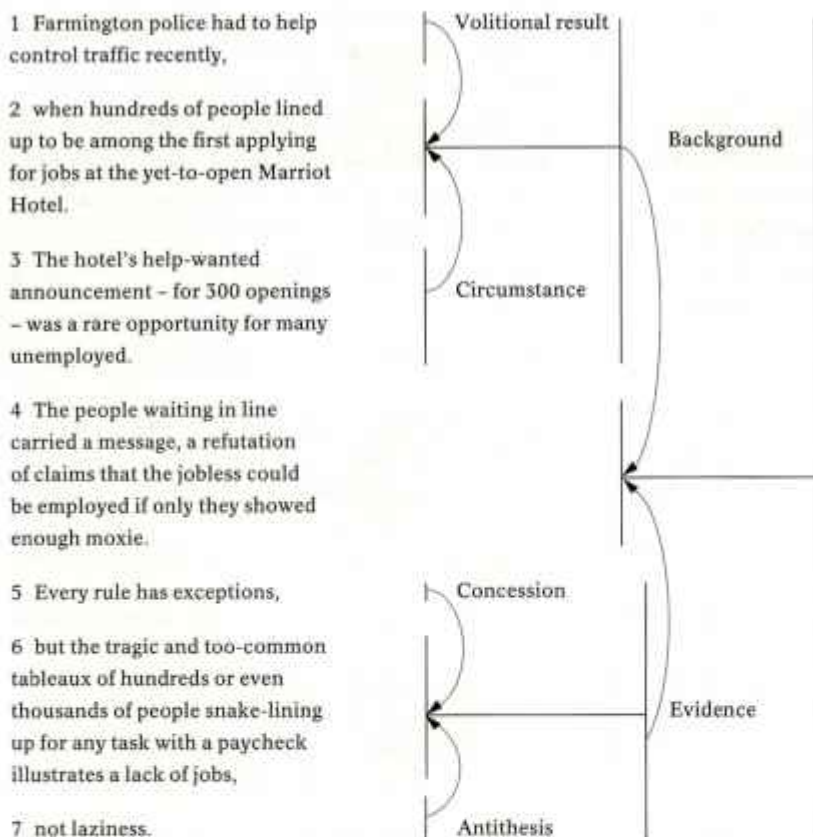 1 Farmington police had to help
control traffic recently,
Volitional result
2 when hundreds of people lined
up to be among the first applying
for jobs at the yet-to-open Marriot
Hotel.
Background
3 The hotel's help-wanted
announcement – for 300 openings
– was a rare opportunity for many
unemployed.
Circumstance
4 The people waiting in line
carried a message, a refutation
of claims that the jobless could
be employed if only they showed
enough moxie.
5 Every rule has exceptions,
Concession
6 but the tragic and too-common
tableaux of hundreds or even
thousands of people snake-lining
up for any task with a paycheck
illustrates a lack of jobs,
Evidence
7 not laziness.
Antithesis